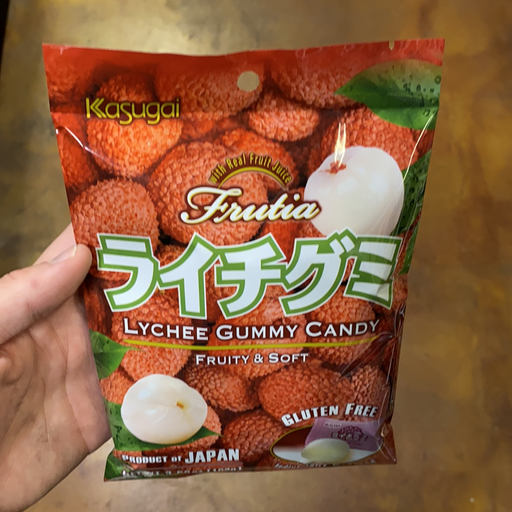 Kasugai
with Real Fruit Juice
Frutia
ライチグミ
LYCHEE GUMMY CANDY
FRUITY & SOFT
GLUTEN FREE
PRODUCT OF JAPAN